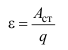 ε = Aст / q